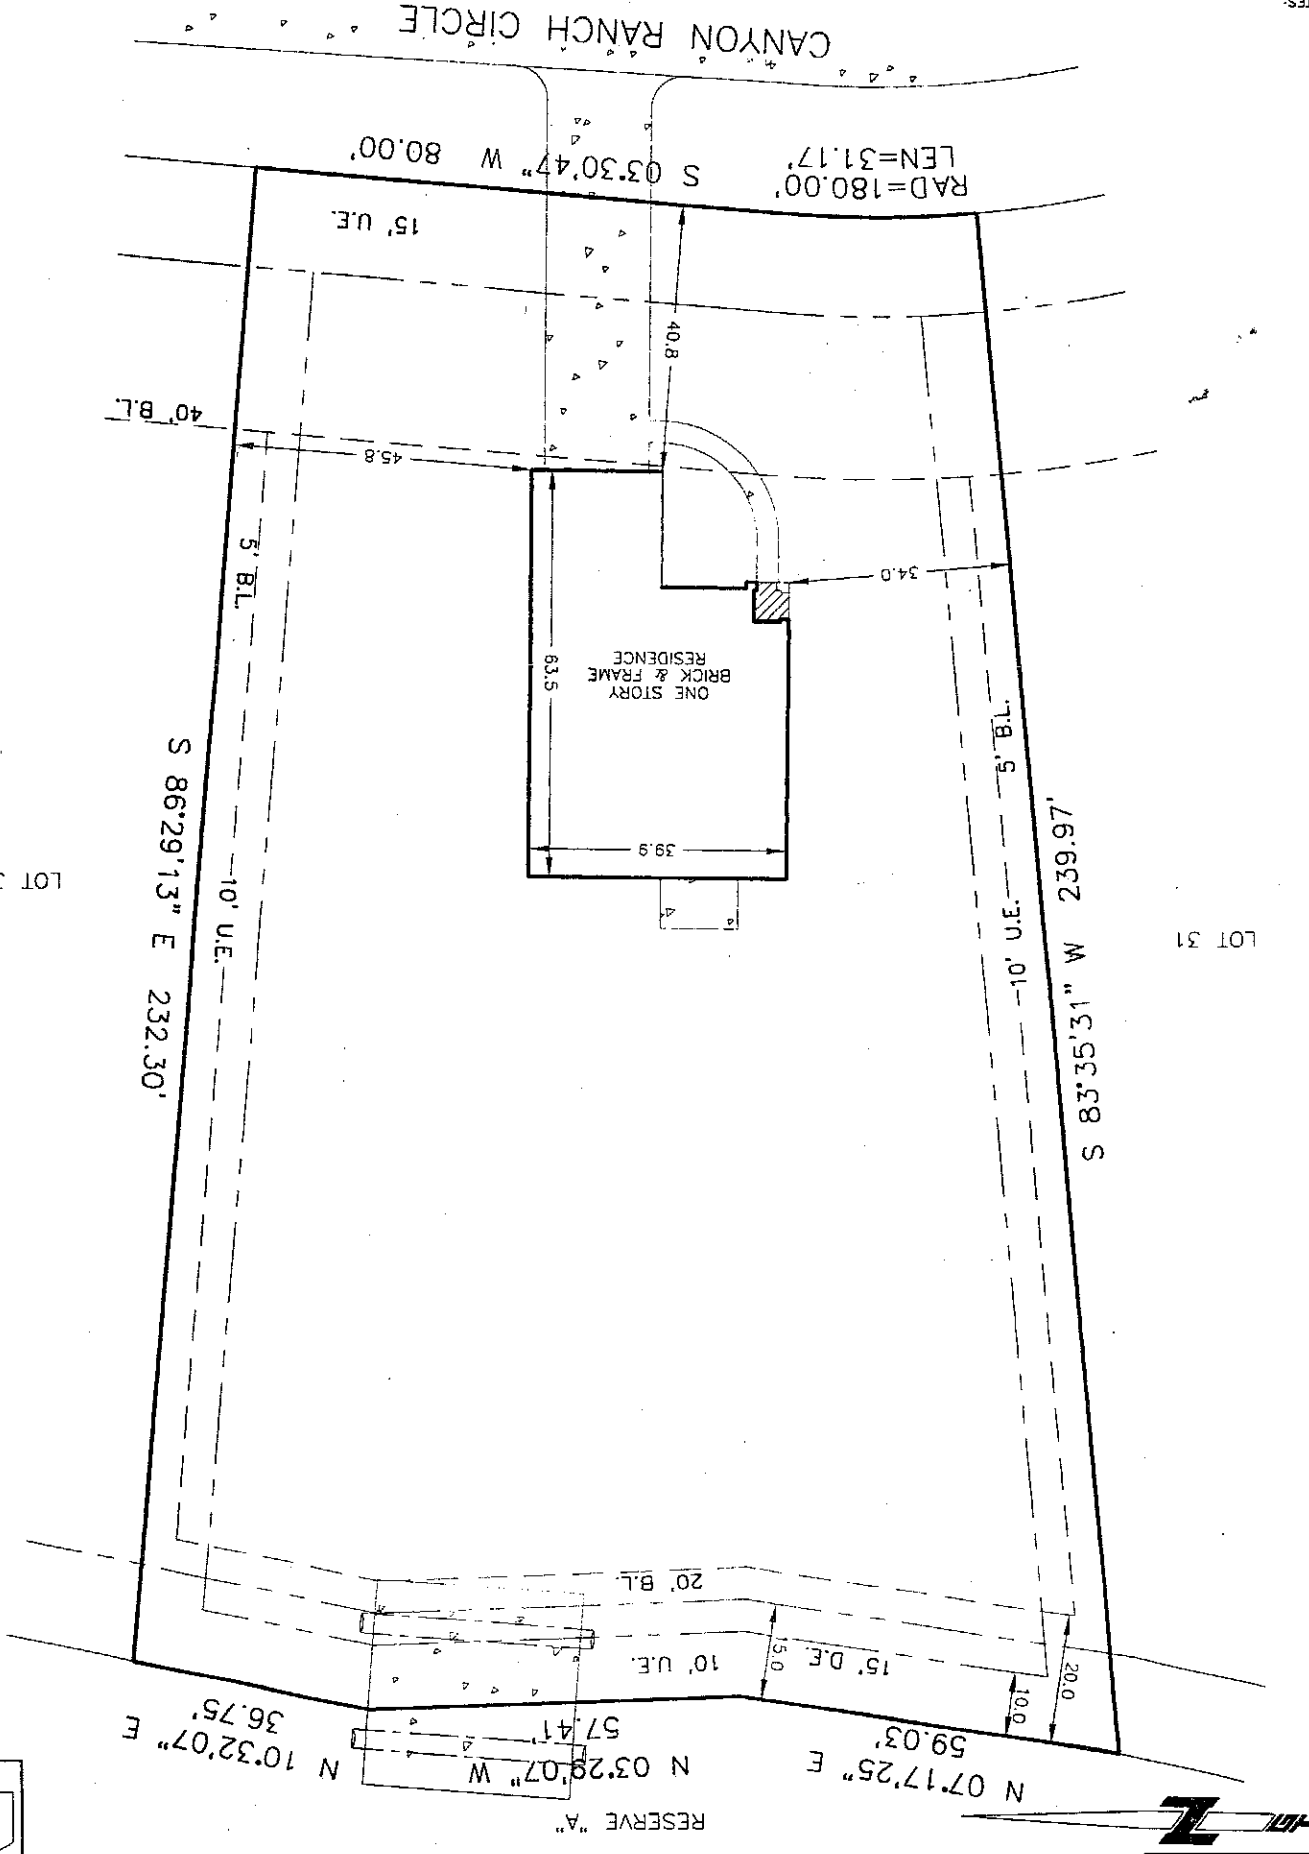 CANYON RANCH CIRCLE
S 03°30'47" W 80.00'
RAD=180.00'
LEN=31.17'
15' U.E.
40.8
40' B.L.
45.8
5' B.L.
34.0
63.5
ONE STORY
BRICK & FRAME
RESIDENCE
39.9
5' B.L.
S 86°29'13" E 232.30'
10' U.E.
10' U.E.
S 83°35'31" W 239.97'
LOT
LOT 31
20' B.L.
15' D.E.
10' U.E.
15.0
10.0
20.0
N 10°32'07" E
36.75'
N 03°29'07" W
57.41'
N 07°17'25" E
59.03'
RESERVE "A"